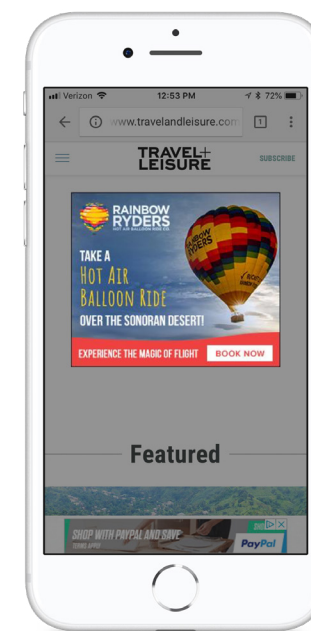 Verizon 12:53 PM 72%
www.travelandleisure.com 1
TRAVEL+
LEISURE
SUBSCRIBE
RAINBOW
RYDERS
HOT AIR BALLOON RIDE CO
TAKE A
HOT AIR
BALLOON RIDE
OVER THE SONORAN DESERT!
RAINBOW
RYDERS
EXPERIENCE THE MAGIC OF FLIGHT BOOK NOW
Featured
SHOP WITH PAYPAL AND SAVE
PayPal